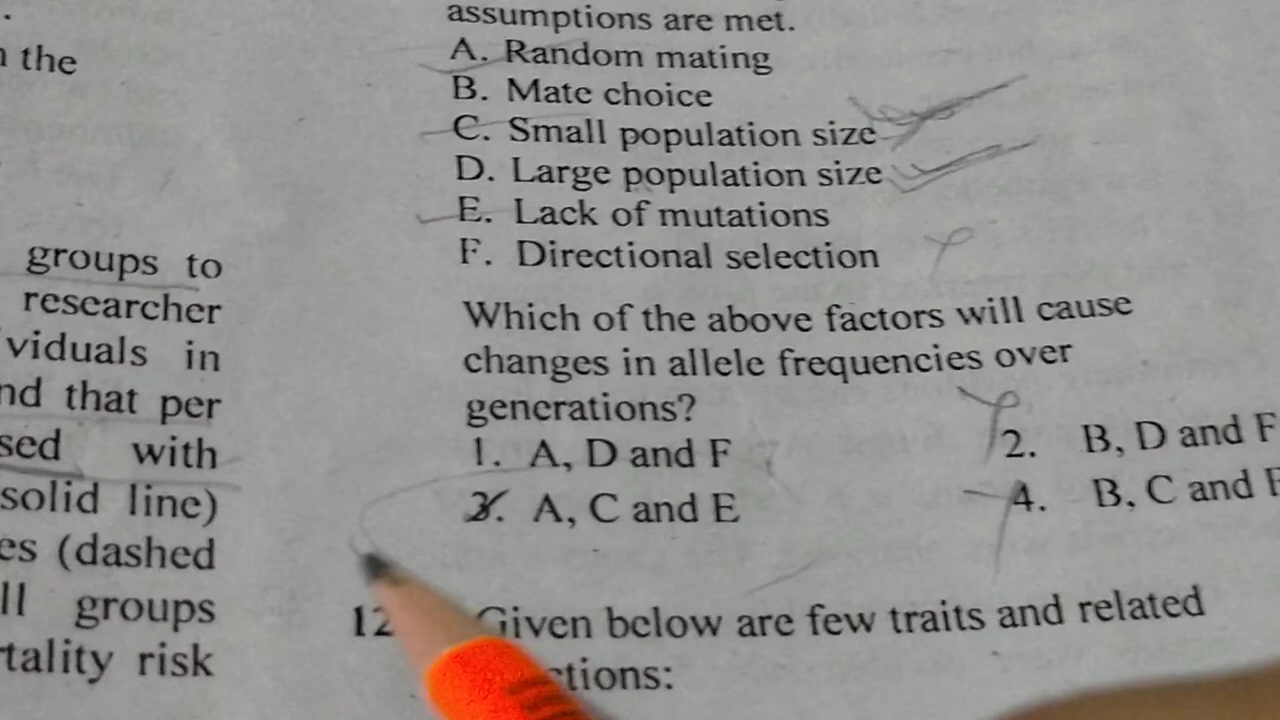 .
n the
groups to
researcher
viduals in
nd that per
sed with
solid line)
es (dashed
ll groups
tality risk
assumptions are met.
A. Random mating
B. Mate choice
C. Small population size
D. Large population size
E. Lack of mutations
F. Directional selection
Which of the above factors will cause
changes in allele frequencies over
generations?
1. A, D and F 2. B, D and F
3. A, C and E 4. B, C and F
12 Given below are few traits and related
ctions: